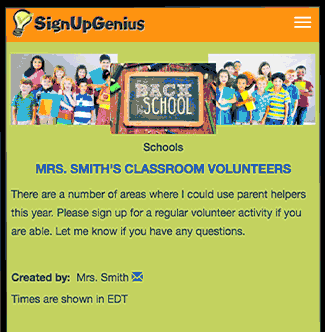 SignUpGenius
BACK
to
SCHOOL
Schools
MRS. SMITH'S CLASSROOM VOLUNTEERS
There are a number of areas where I could use parent helpers
this year. Please sign up for a regular volunteer activity if you
are able. Let me know if you have any questions.
Created by: Mrs. Smith
Times are shown in EDT